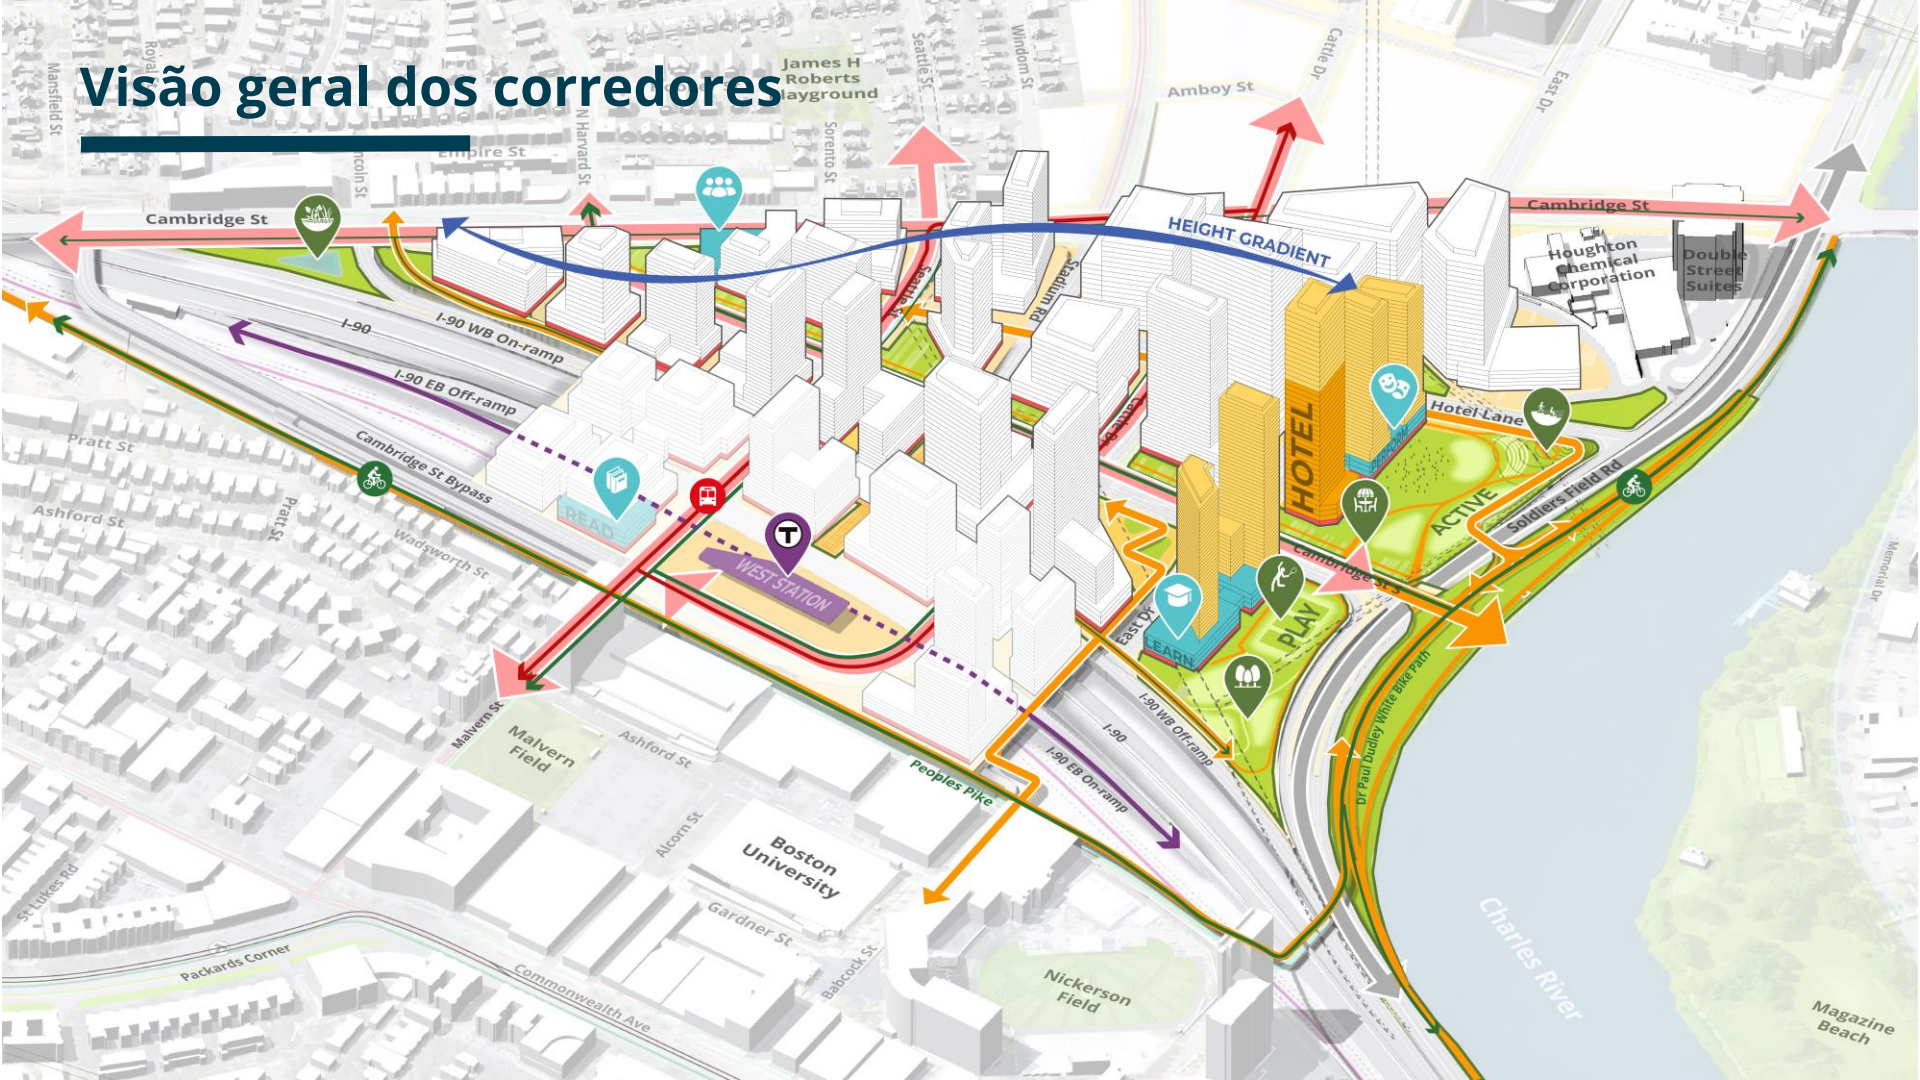 Visão geral dos corredores
James H
Roberts
layground
Mansfield St
Empire St
N Harvard St
Sorrento St
Seattle St
Windom St
Amboy St
Cattle Dr
East Dr
Cambridge St
Cambridge St
HEIGHT GRADIENT
Houghton
Chemical
Corporation
Double
Street
Suites
Seattle St
Stadium Rd
Cattle Dr
I-90
I-90 WB On-ramp
I-90 EB Off-ramp
Cambridge St Bypass
Pratt St
Pratt St
Ashford St
Wadsworth St
READ
WEST STATION
HOTEL
PERFORM
Hotel Lane
ACTIVE
Soldiers Field Rd
Cambridge St
PLAY
East Dr
LEARN
Memorial Dr
Malvern St
Malvern
Field
Ashford St
Peoples Pike
I-90 WB Off-ramp
I-90
I-90 EB On-ramp
Dr Paul Dudley White Bike Path
Alcorn St
Boston
University
Gardner St
Babcock St
St Lukes Rd
Packards Corner
Commonwealth Ave
Nickerson
Field
Charles River
Magazine
Beach